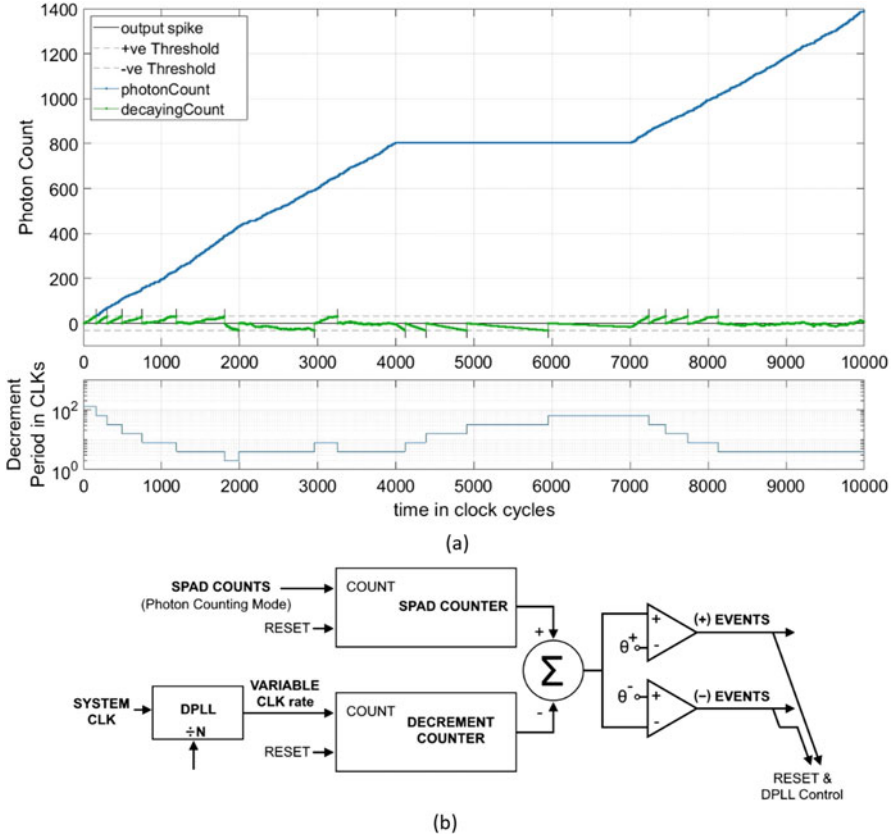 1400
1200
1000
800
600
400
200
0
Photon Count
output spike
+ve Threshold
-ve Threshold
photonCount
decayingCount
0 1000 2000 3000 4000 5000 6000 7000 8000 9000 10000
Decrement
Period in CLKs
10²
10⁰
0 1000 2000 3000 4000 5000 6000 7000 8000 9000 10000
time in clock cycles
(a)
SPAD COUNTS
(Photon Counting Mode)
RESET
COUNT
SPAD COUNTER
SYSTEM
CLK
DPLL
÷N
VARIABLE
CLK rate
RESET
COUNT
DECREMENT
COUNTER
+
Σ
-
+
θ⁺
-
(+) EVENTS
θ⁻
+
-
(−) EVENTS
RESET &
DPLL Control
(b)